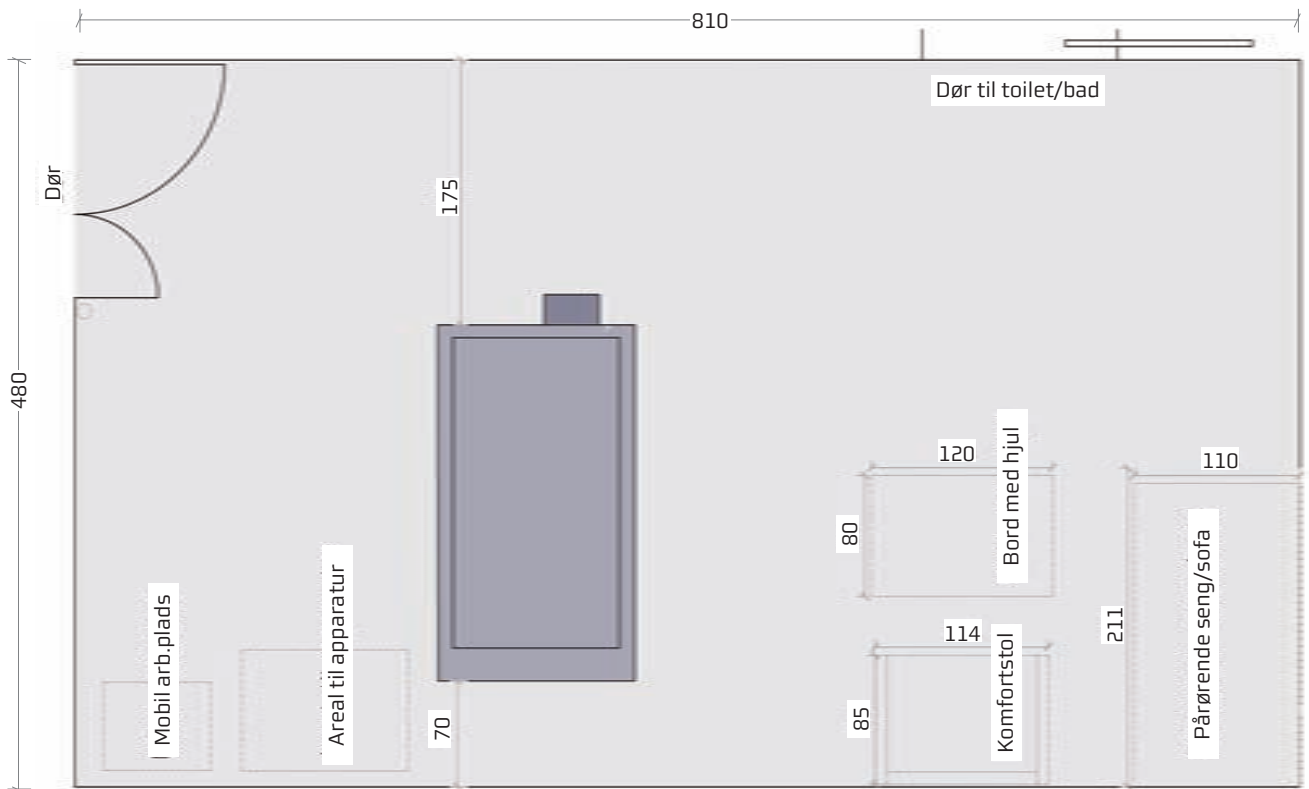 810
Dør til toilet/bad
Dør
175
480
120
Bord med hjul
110
80
Pårørende seng/sofa
211
114
Komfortstol
85
Mobil arb.plads
Areal til apparatur
70